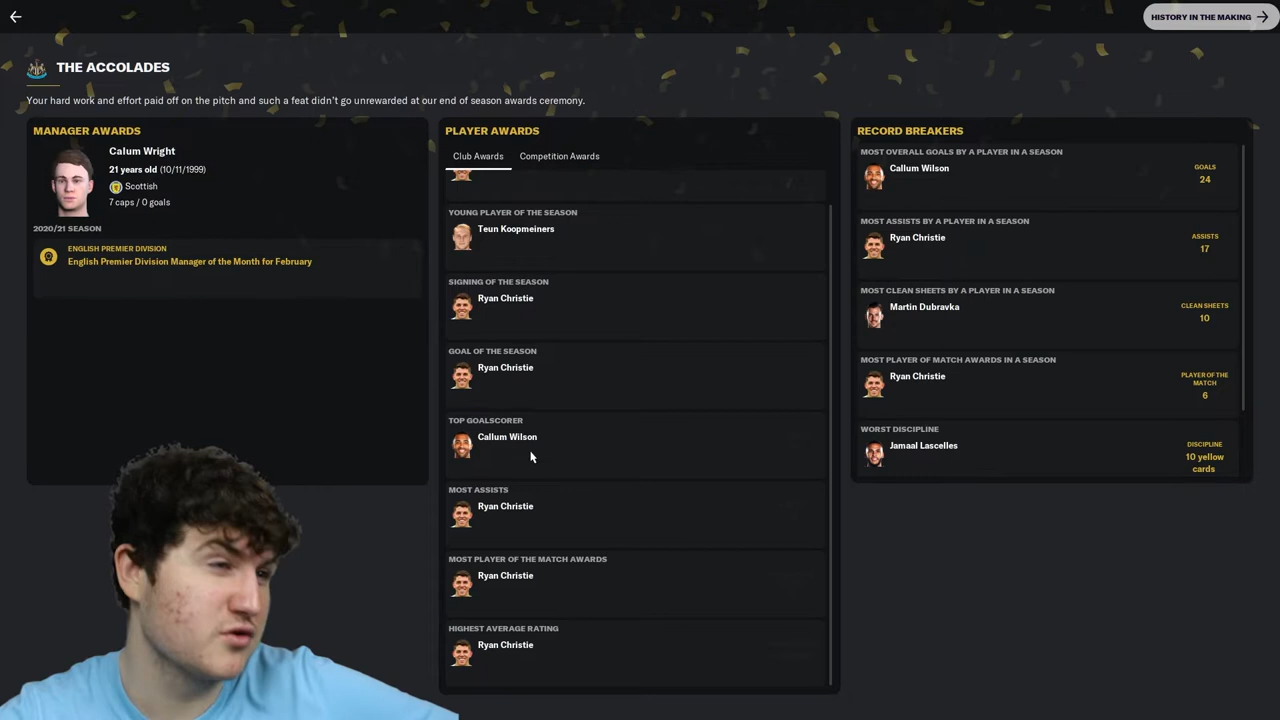 HISTORY IN THE MAKING
THE ACCOLADES
Your hard work and effort paid off on the pitch and such a feat didn't go unrewarded at our end of season awards ceremony.
MANAGER AWARDS
Calum Wright
21 years old (10/11/1999)
Scottish
7 caps / 0 goals
2020/21 SEASON
ENGLISH PREMIER DIVISION
English Premier Division Manager of the Month for February
PLAYER AWARDS
Club Awards Competition Awards
YOUNG PLAYER OF THE SEASON
Teun Koopmeiners
SIGNING OF THE SEASON
Ryan Christie
GOAL OF THE SEASON
Ryan Christie
TOP GOALSCORER
Callum Wilson
MOST ASSISTS
Ryan Christie
MOST PLAYER OF THE MATCH AWARDS
Ryan Christie
HIGHEST AVERAGE RATING
Ryan Christie
RECORD BREAKERS
MOST OVERALL GOALS BY A PLAYER IN A SEASON
Callum Wilson
GOALS
24
MOST ASSISTS BY A PLAYER IN A SEASON
Ryan Christie
ASSISTS
17
MOST CLEAN SHEETS BY A PLAYER IN A SEASON
Martin Dubravka
CLEAN SHEETS
10
MOST PLAYER OF MATCH AWARDS IN A SEASON
Ryan Christie
PLAYER OF THE
MATCH
6
WORST DISCIPLINE
Jamaal Lascelles
DISCIPLINE
10 yellow
cards